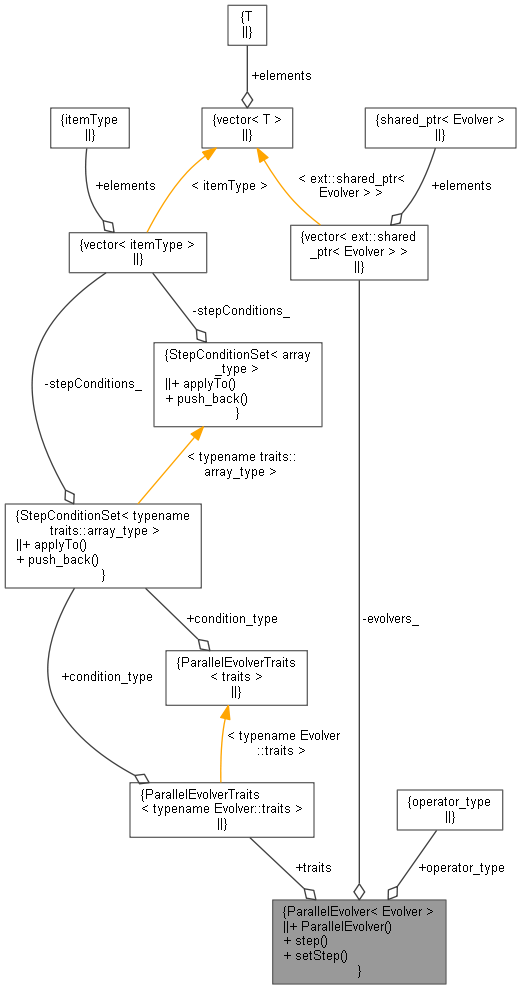 {T
||}
+elements
{itemType
||}
{vector< T >
||}
{shared_ptr< Evolver >
||}
+elements
< itemType >
< ext::shared_ptr<
Evolver > >
+elements
{vector< itemType >
||}
{vector< ext::shared
_ptr< Evolver > >
||}
-stepConditions_
{StepConditionSet< array
_type >
||+ applyTo()
+ push_back()
}
-stepConditions_
< typename traits::
array_type >
{StepConditionSet< typename
traits::array_type >
||+ applyTo()
+ push_back()
}
+condition_type
-evolvers_
{ParallelEvolverTraits
< traits >
||}
+condition_type
< typename Evolver
::traits >
{ParallelEvolverTraits
< typename Evolver::traits >
||}
{operator_type
||}
+traits
+operator_type
{ParallelEvolver< Evolver >
||+ ParallelEvolver()
+ step()
+ setStep()
}